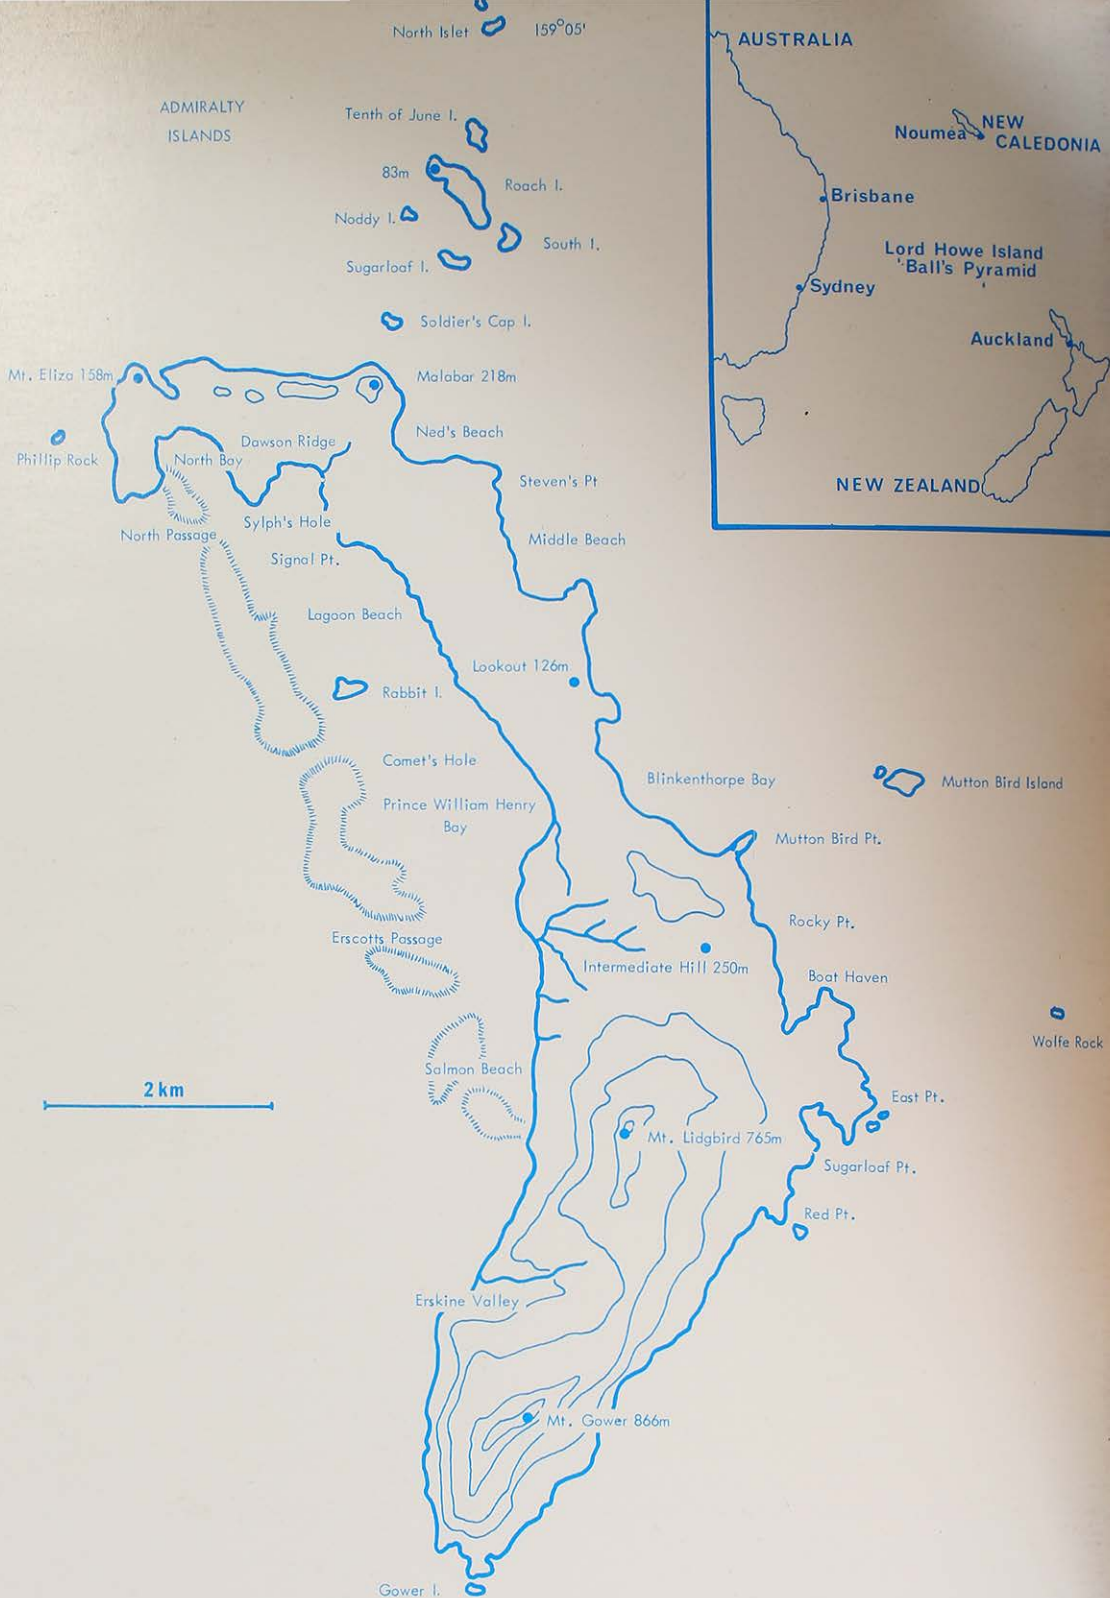 North Islet
159°05'
ADMIRALTY
ISLANDS
Tenth of June I.
83m
Roach I.
Noddy I.
South I.
Sugarloaf I.
Soldier's Cap I.
Mt. Eliza 158m
Malabar 218m
Ned's Beach
Dawson Ridge
Phillip Rock
North Bay
Steven's Pt
Sylph's Hole
North Passage
Middle Beach
Signal Pt.
Lagoon Beach
Lookout 126m
Rabbit I.
Comet's Hole
Blinkenthorpe Bay
Mutton Bird Island
Prince William Henry
Bay
Mutton Bird Pt.
Rocky Pt.
Erscotts Passage
Intermediate Hill 250m
Boat Haven
Wolfe Rock
Salmon Beach
2 km
East Pt.
Mt. Lidgbird 765m
Sugarloaf Pt.
Red Pt.
Erskine Valley
Mt. Gower 866m
Gower I.
AUSTRALIA
NEW
CALEDONIA
Noumea
Brisbane
Lord Howe Island
Ball's Pyramid
Sydney
Auckland
NEW ZEALAND